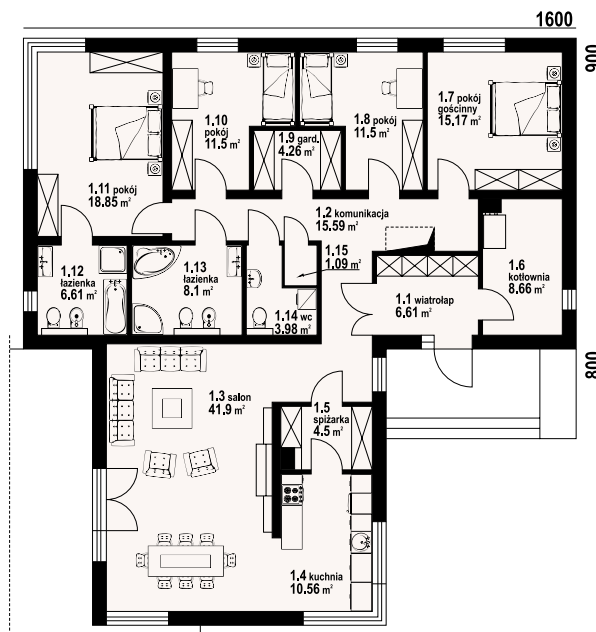 1600
900
1.7 pokój
gościnny
15.17 m²
1.10
pokój
11.5 m²
1.8 pokój
11.5 m²
1.9 gard.
4.26 m²
1.11 pokój
18.85 m²
1.2 komunikacja
15.59 m²
1.15
1.09 m²
1.6
kotłownia
8.66 m²
1.12
łazienka
6.61 m²
1.13
łazienka
8.1 m²
1.1 wiatrołap
6.61 m²
1.14 wc
3.98 m²
800
1.3 salon
41.9 m²
1.5
spiżarka
4.5 m²
1.4 kuchnia
10.56 m²